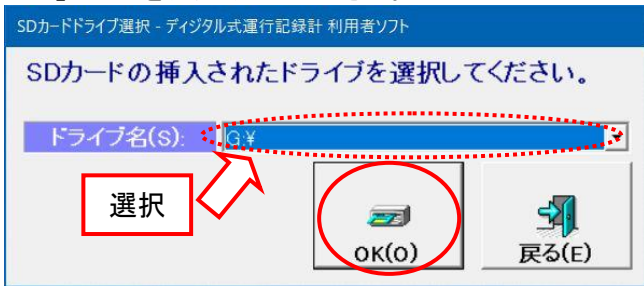 SDカードドライブ選択 - ディジタル式運行記録計 利用者ソフト
SDカードの挿入されたドライブを選択してください。
ドライブ名(S):
G:¥
選択
OK(O)
戻る(E)